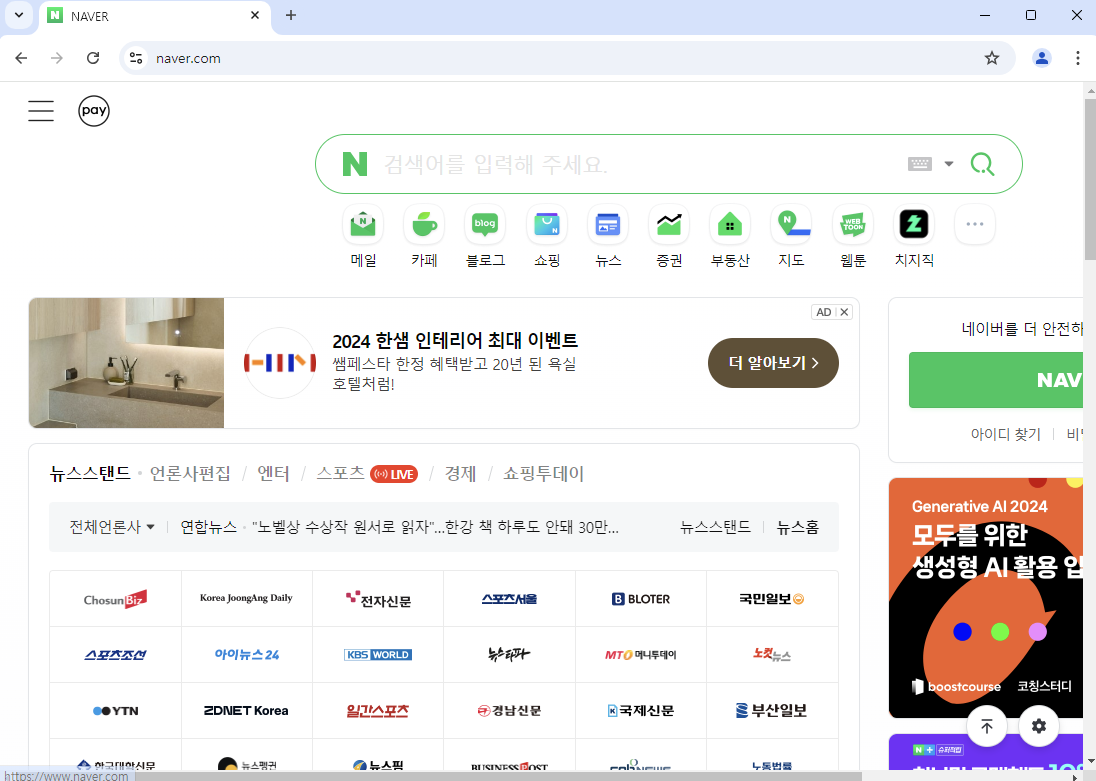 NAVER
naver.com
pay
N 검색어를 입력해 주세요.
N blog N WEB TOON
메일 카페 블로그 쇼핑 뉴스 증권 부동산 지도 웹툰 치지직
AD
2024 한샘 인테리어 최대 이벤트
쌤페스타 한정 혜택받고 20년 된 욕실
호텔처럼!
더 알아보기
네이버를 더 안전하
NAV
아이디 찾기
뉴스스탠드 언론사편집 / 엔터 / 스포츠 LIVE / 경제 / 쇼핑투데이
전체언론사 연합뉴스 "노벨상 수상작 원서로 읽자"…한강 책 하루도 안돼 30만… 뉴스스탠드 뉴스홈
ChosunBiz Korea JoongAng Daily 전자신문 스포츠서울 BLOTER 국민일보
스포츠조선 아이뉴스24 KBS WORLD 뉴스타파 MTO 머니투데이 노컷뉴스
YTN ZDNET Korea 일간스포츠 경남신문 국제신문 부산일보
한국대학신문 뉴스펭귄 뉴스핌 BUSINESSPOST 노동법률
Generative AI 2024
모두를 위한
생성형 AI 활용 입
boostcourse 코칭스터디
N + 슈퍼적립
https://www.naver.com